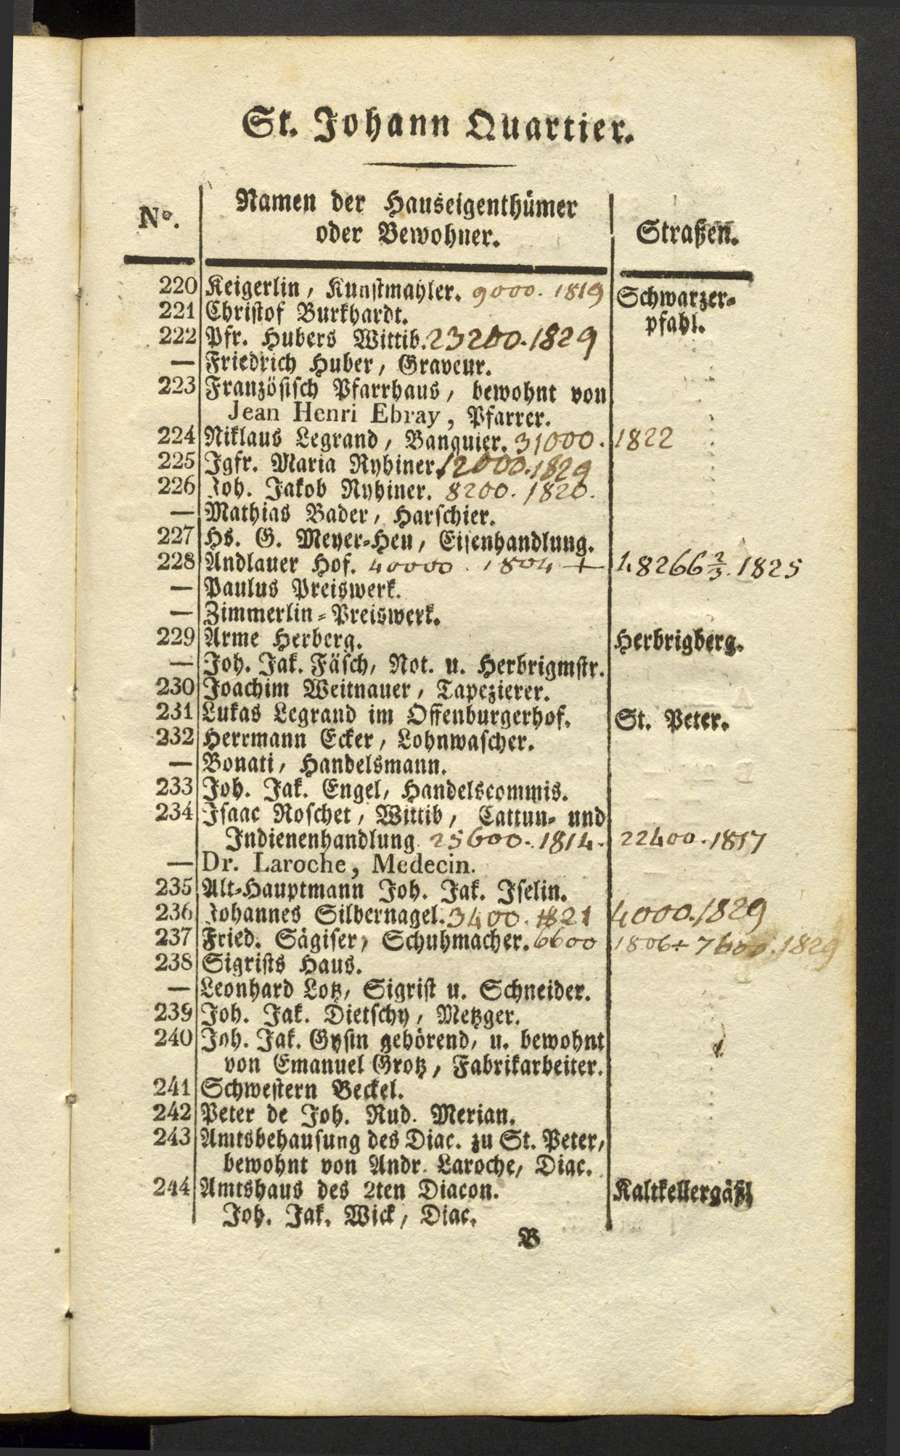 St. Johann Quartier.
No. Namen der Hauseigenthümer oder Bewohner. Straßen.
220 Keigerlin, Kunstmahler. 9000. 1819 Schwarzer-
221 Christof Burkhardt. pfahl.
222 Pfr. Hubers Wittib. 23200. 1829
— Friedrich Huber, Graveur.
223 Französisch Pfarrhaus, bewohnt von
Jean Henri Ebray, Pfarrer.
224 Niklaus Legrand, Banquier. 31000. 1822
225 Igfr. Maria Ryhiner. 12000. 1829
226 Joh. Jakob Ryhiner. 8200. 1820.
— Mathias Bader, Harschier.
227 Hs. G. Meyer-Heu, Eisenhandlung.
228 Andlauer Hof. 40000. 1804 + 48266 2/3. 1825
— Paulus Preiswerk.
— Zimmerlin-Preiswerk.
229 Arme Herberg. Herbrigberg.
— Joh. Jak. Fäsch, Not. u. Herbrigmstr.
230 Joachim Weitnauer, Tapezierer.
231 Lukas Legrand im Offenburgerhof. St. Peter.
232 Herrmann Ecker, Lohnwascher.
— Bonati, Handelsmann.
233 Joh. Jak. Engel, Handelscommis.
234 Isaac Roschet, Wittib, Cattun- und
Indienenhandlung 25600. 1814. 22400. 1817
— Dr. Laroche, Medecin.
235 Alt-Hauptmann Joh. Jak. Iselin.
236 Johannes Silbernagel. 3400. 1821 4000. 1829
237 Fried. Sägiser, Schuhmacher. 6600 1806 + 7600. 1829
238 Sigrists Haus.
— Leonhard Lotz, Sigrist u. Schneider.
239 Joh. Jak. Dietschy, Metzger.
240 Joh. Jak. Gysin gehörend, u. bewohnt
von Emanuel Grotz, Fabrikarbeiter.
241 Schwestern Beckel.
242 Peter de Joh. Rud. Merian.
243 Amtsbehausung des Diac. zu St. Peter,
bewohnt von Andr. Laroche, Diac.
244 Amtshaus des 2ten Diacon. Kaltkellergäßl
Joh. Jak. Wick, Diac.
B